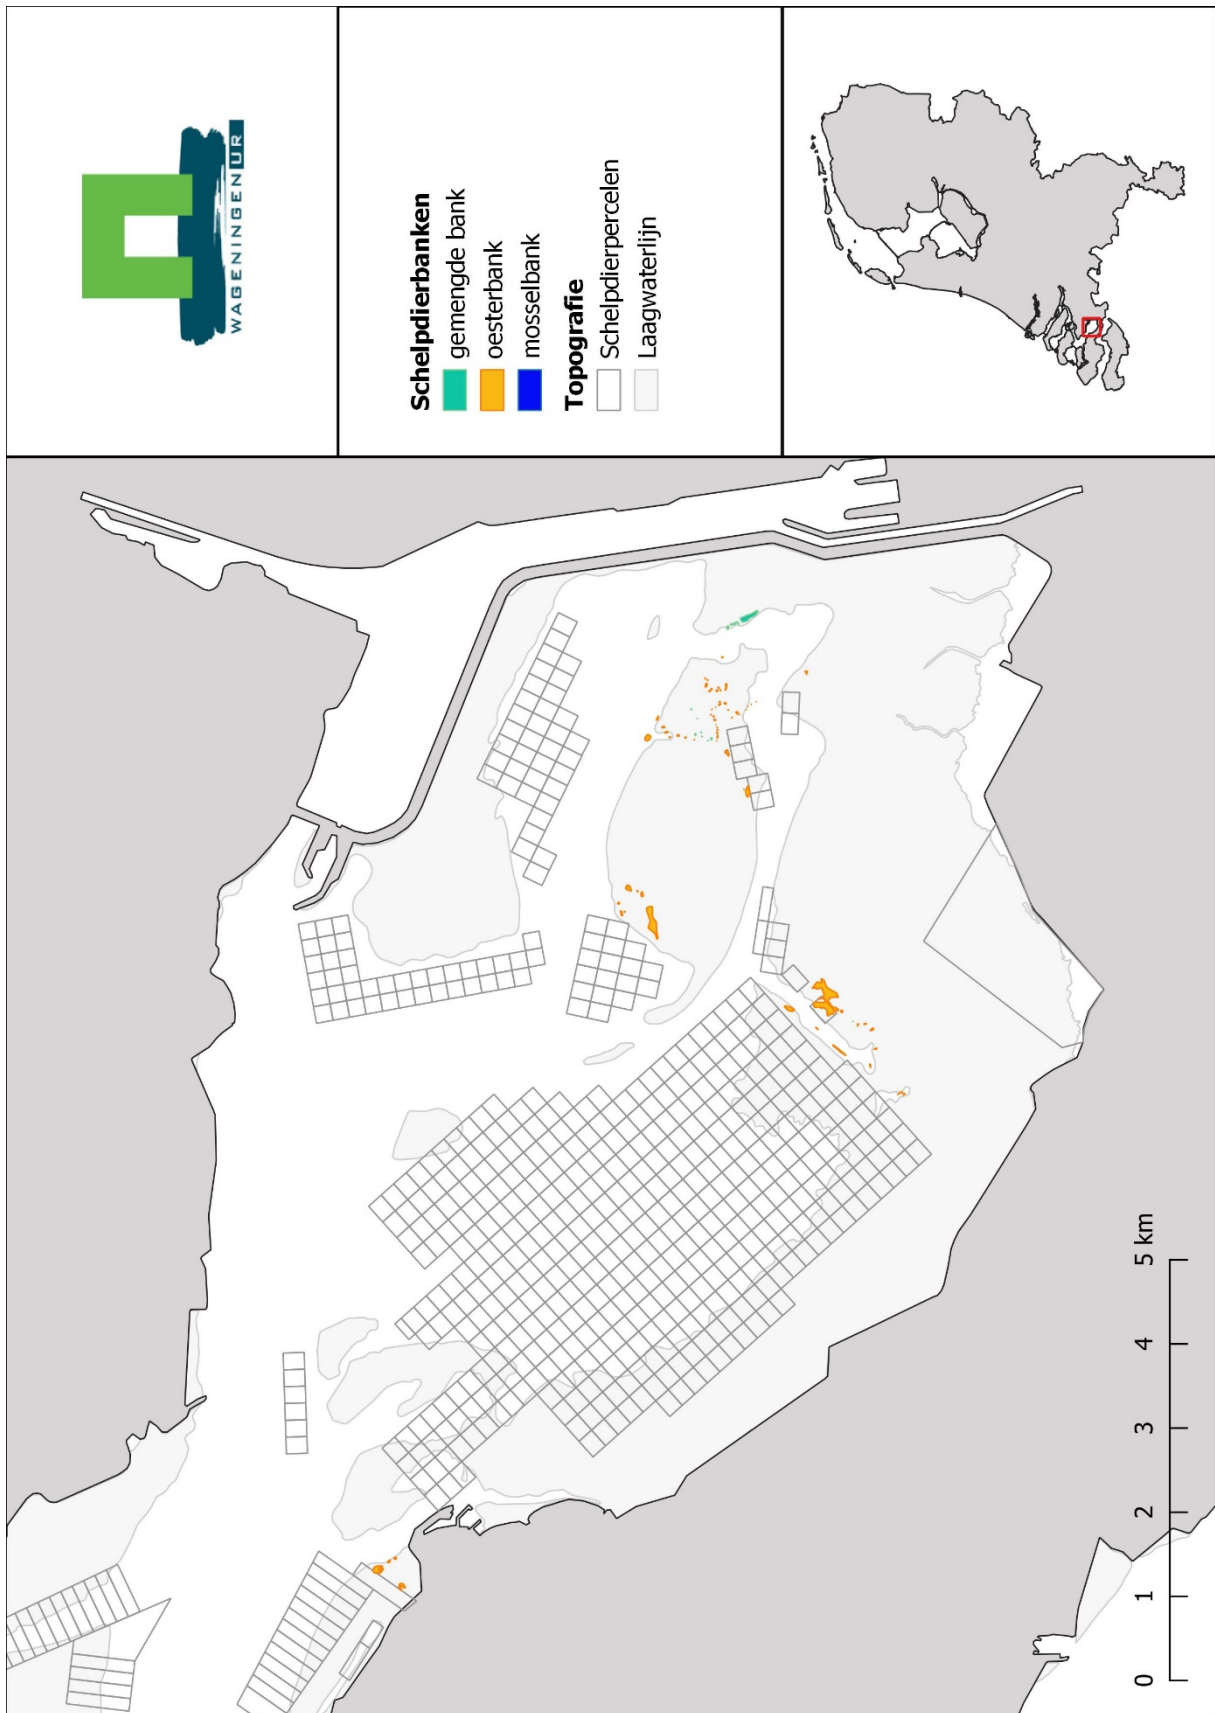 WAGENINGEN UR
Schelpdierbanken
gemengde bank
oesterbank
mosselbank
Topografie
Schelpdierpercelen
Laagwaterlijn
0 1 2 3 4 5 km